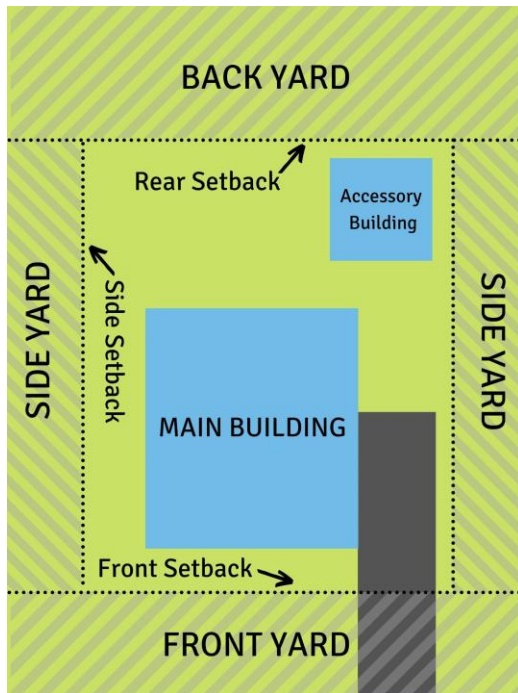 BACK YARD
Rear Setback
Accessory
Building
SIDE YARD
Side Setback
SIDE YARD
MAIN BUILDING
Front Setback
FRONT YARD